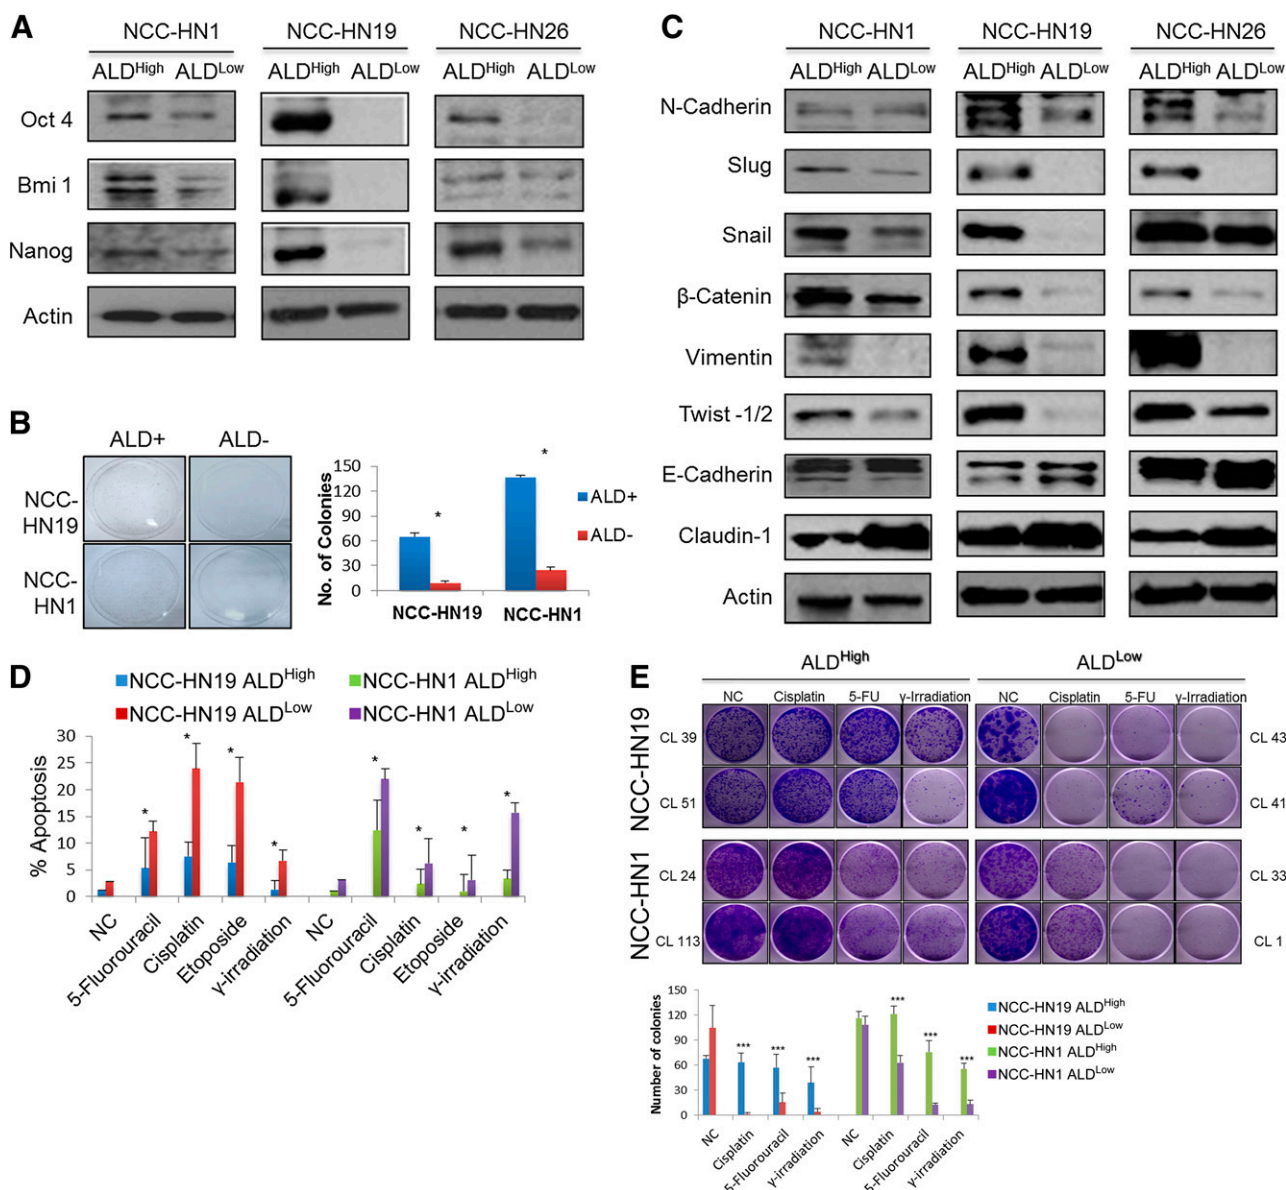 A
NCC-HN1 NCC-HN19 NCC-HN26
ALDHigh ALDLow ALDHigh ALDLow ALDHigh ALDLow
Oct 4
Bmi 1
Nanog
Actin
B
ALD+ ALD-
NCC-
HN19
NCC-
HN1
No. of Colonies
150
120
90
60
30
0
*
*
NCC-HN19 NCC-HN1
ALD+
ALD-
C
NCC-HN1 NCC-HN19 NCC-HN26
ALDHigh ALDLow ALDHigh ALDLow ALDHigh ALDLow
N-Cadherin
Slug
Snail
β-Catenin
Vimentin
Twist -1/2
E-Cadherin
Claudin-1
Actin
D
NCC-HN19 ALDHigh NCC-HN1 ALDHigh
NCC-HN19 ALDLow NCC-HN1 ALDLow
% Apoptosis
30
25
20
15
10
5
0
* * * * * * * *
NC 5-Fluorouracil Cisplatin Etoposide γ-irradiation NC 5-Fluorouracil Cisplatin Etoposide γ-irradiation
E
ALDHigh ALDLow
NC Cisplatin 5-FU γ-Irradiation NC Cisplatin 5-FU γ-Irradiation
NCC-HN19
CL 39 CL 43
CL 51 CL 41
NCC-HN1
CL 24 CL 33
CL 113 CL 1
Number of colonies
150
120
90
60
30
0
*** *** *** *** *** ***
NC Cisplatin 5-Fluorouracil γ-irradiation NC Cisplatin 5-Fluorouracil γ-irradiation
NCC-HN19 ALDHigh
NCC-HN19 ALDLow
NCC-HN1 ALDHigh
NCC-HN1 ALDLow